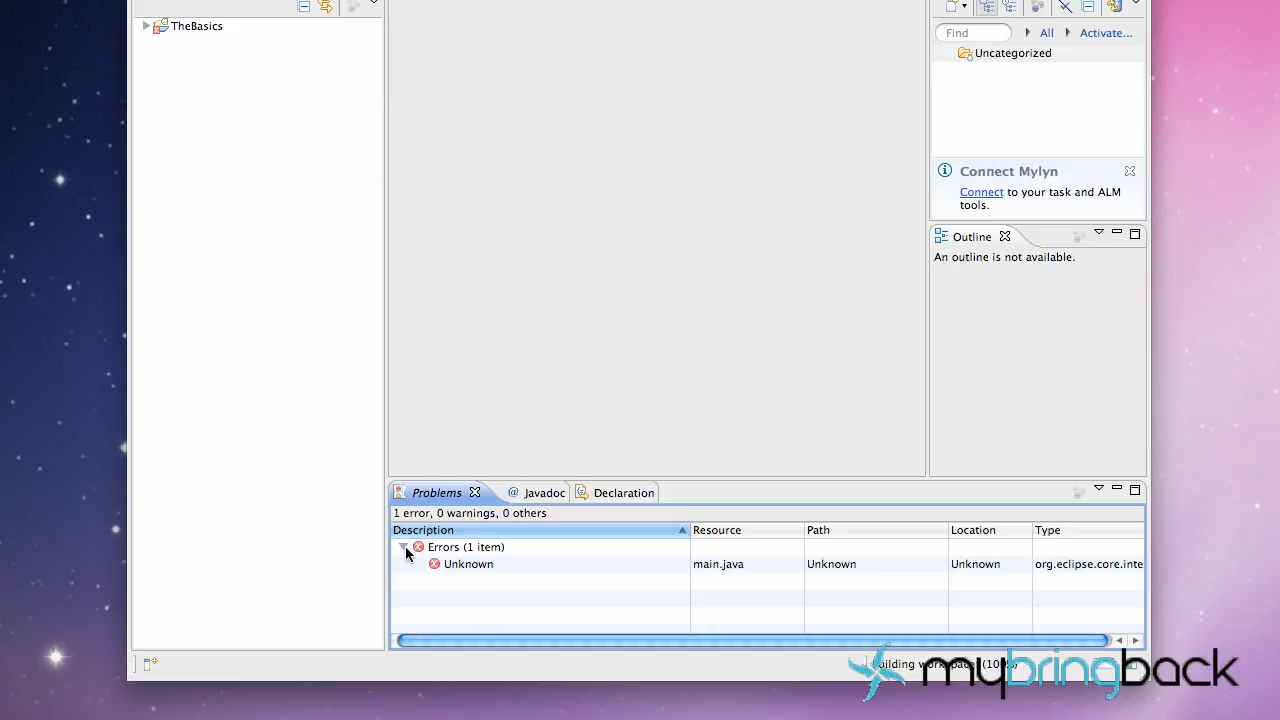 TheBasics
Find All Activate...
Uncategorized
Connect Mylyn
Connect to your task and ALM
tools.
Outline
An outline is not available.
Problems @ Javadoc Declaration
1 error, 0 warnings, 0 others
Description Resource Path Location Type
Errors (1 item)
Unknown main.java Unknown Unknown org.eclipse.core.inte
mybringback